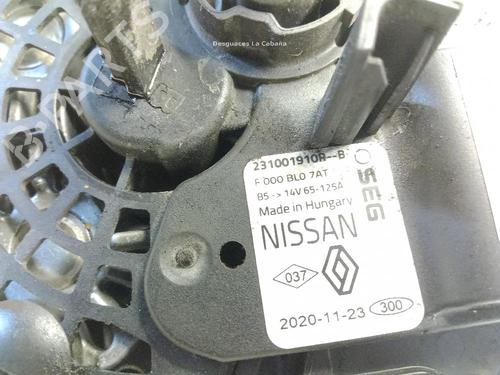 Desguaces La Cabaña
B-PARTS
231001910R--B
F 000 BL0 7AT
B5 -> 14V 65-125A
Made in Hungary
SEG
NISSAN
037
2020-11-23
300